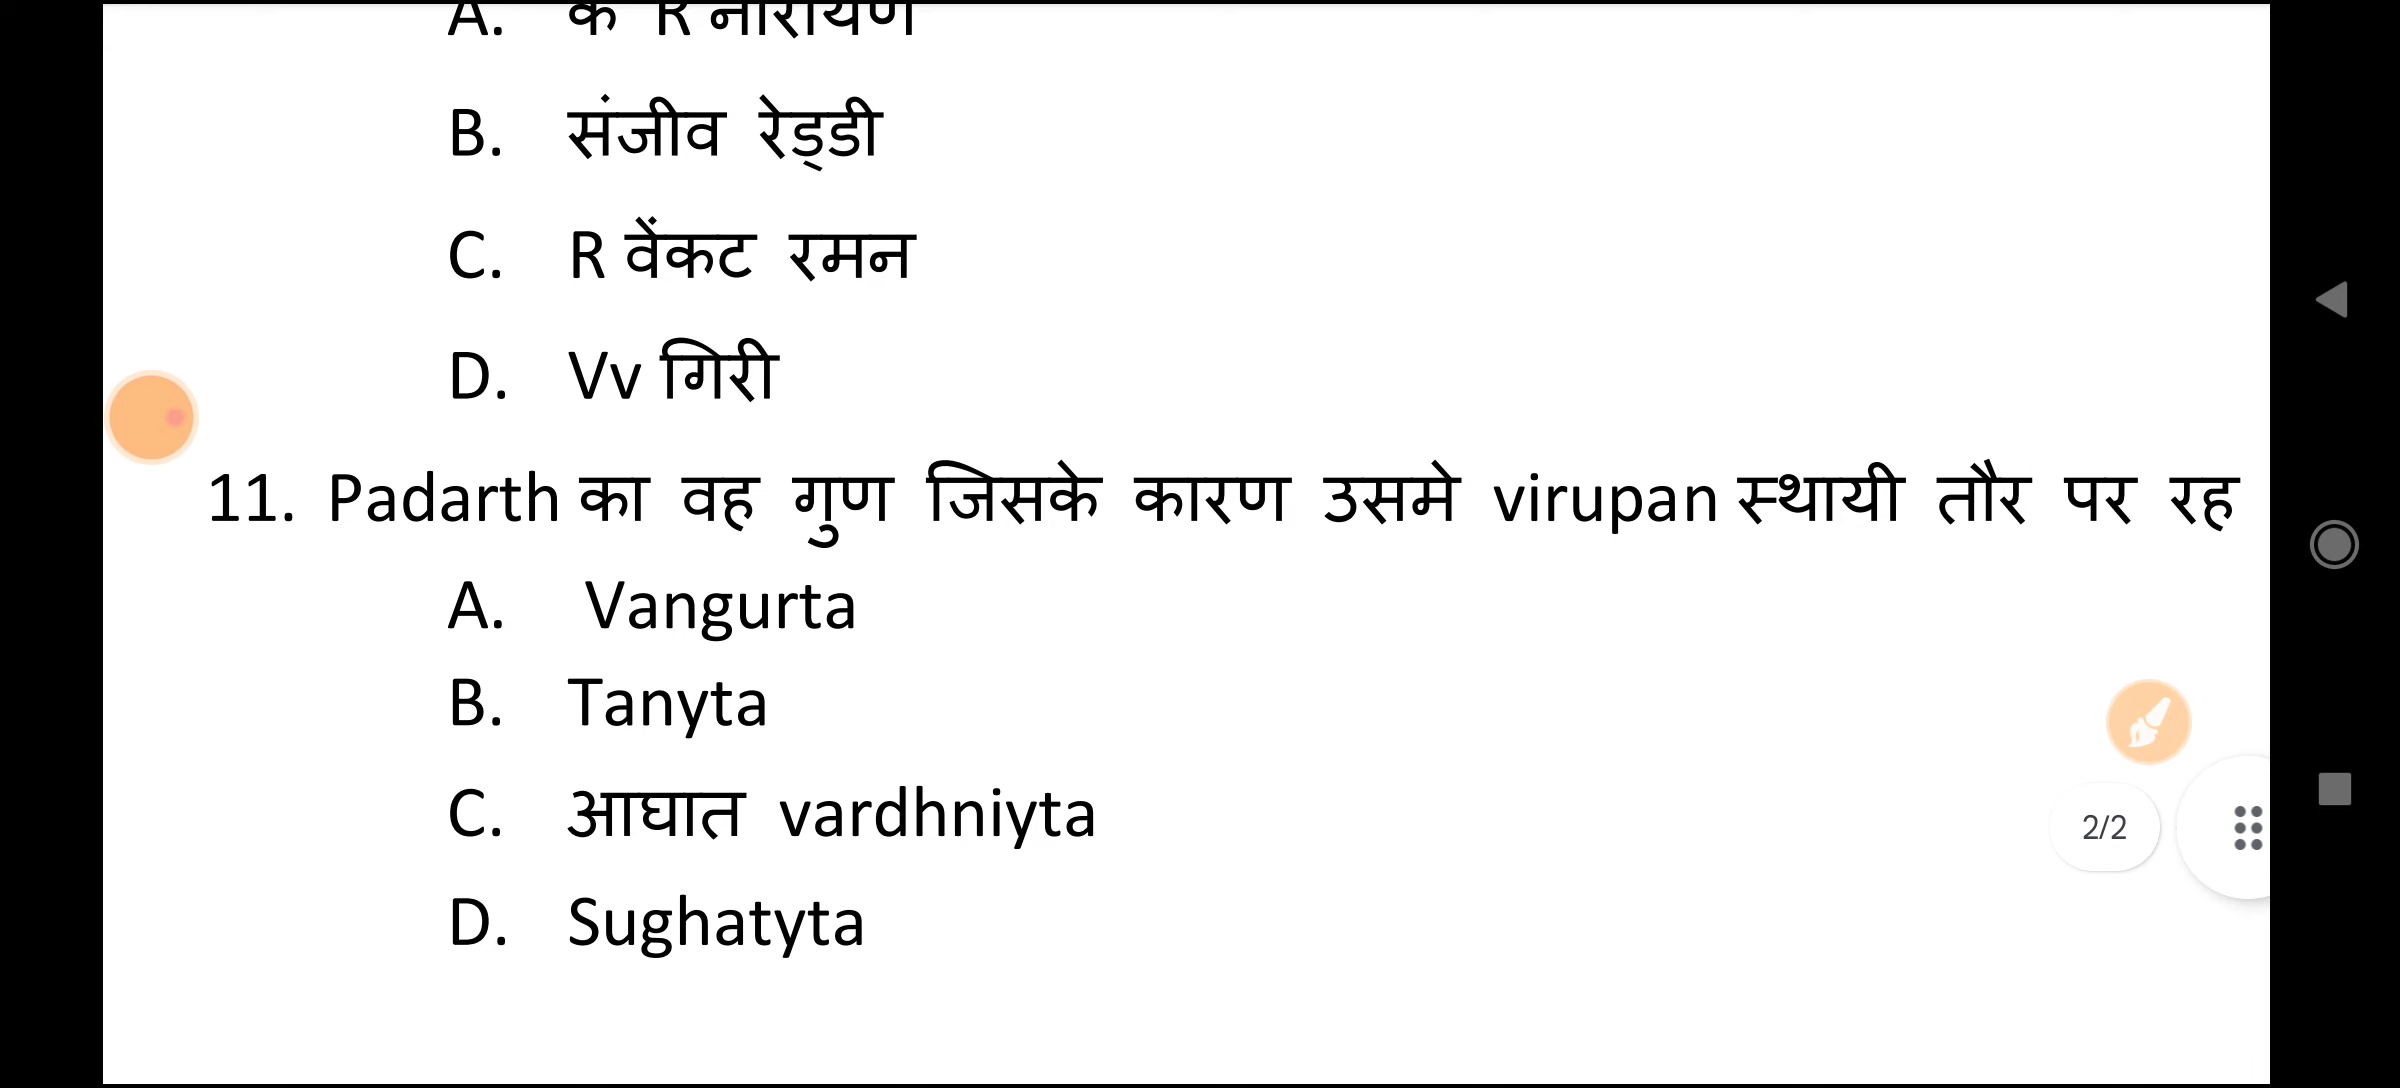 A. के R नारायण
B. संजीव रेड्डी
C. R वेंकट रमन
D. Vv गिरी
11. Padarth का वह गुण जिसके कारण उसमे virupan स्थायी तौर पर रह
A. Vangurta
B. Tanyta
C. आघात vardhniyta
D. Sughatyta
2/2